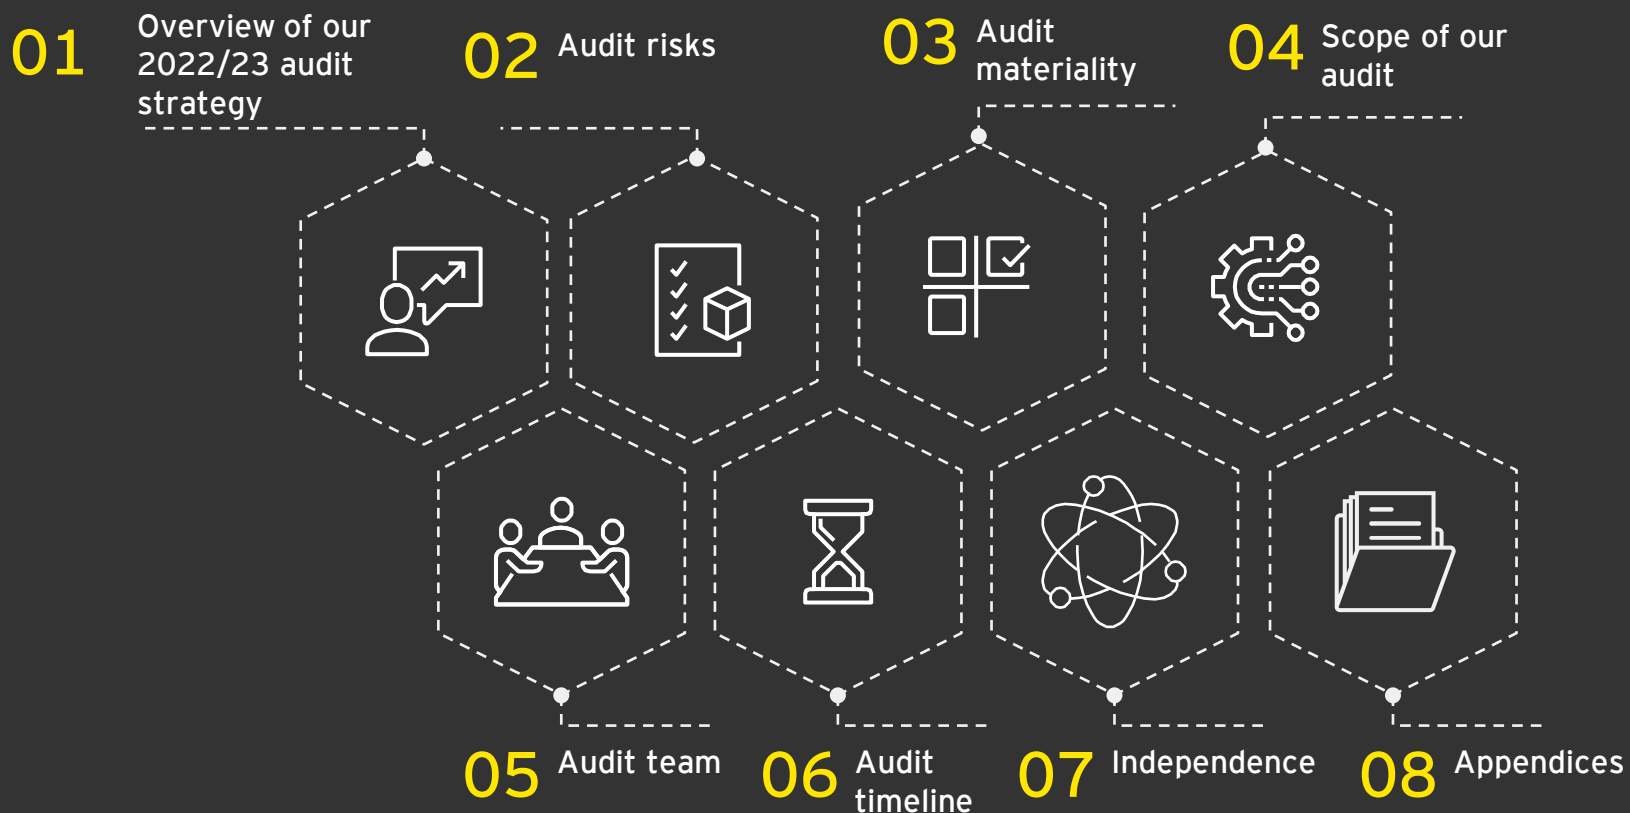 01
Overview of our
2022/23 audit
strategy
02
Audit risks
03
Audit
materiality
04
Scope of our
audit
05
Audit team
06
Audit
timeline
07
Independence
08
Appendices